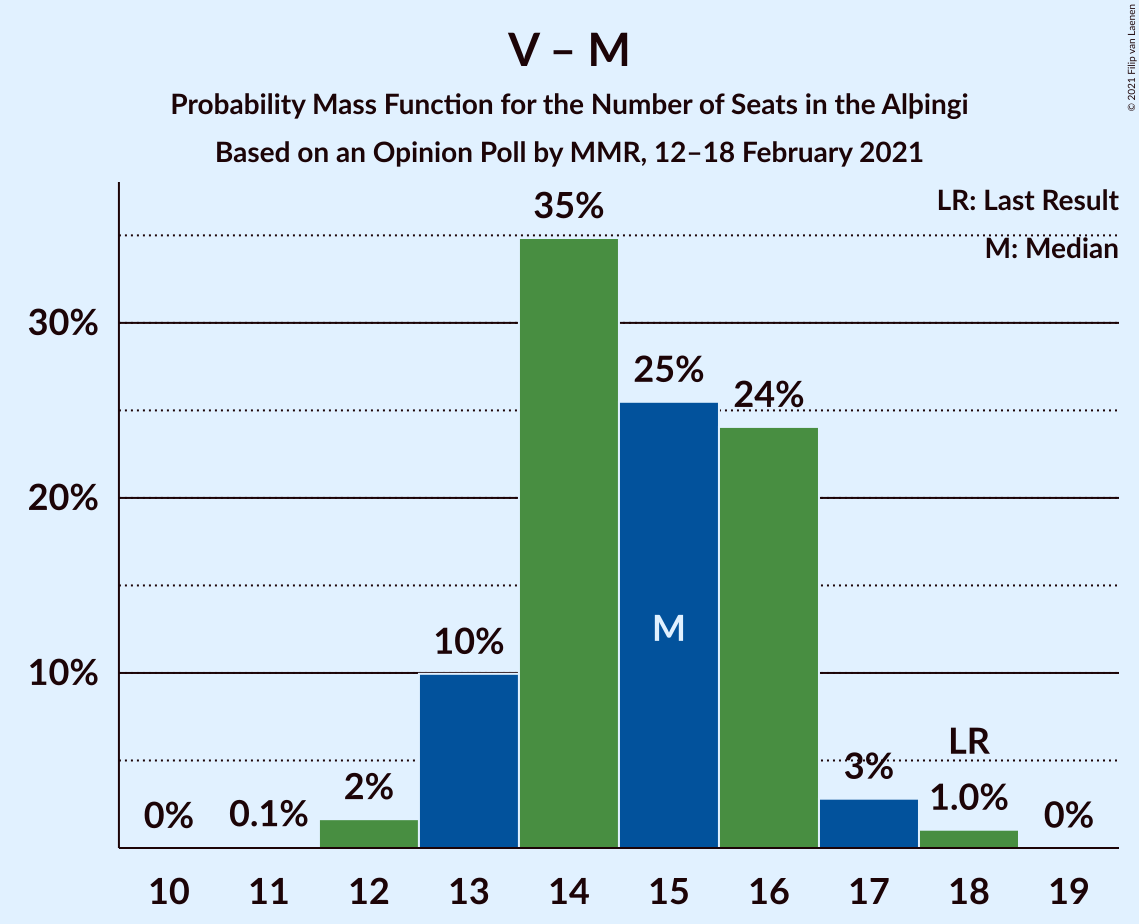 V – M
Probability Mass Function for the Number of Seats in the Alþingi
Based on an Opinion Poll by MMR, 12–18 February 2021
© 2021 Filip van Laenen
LR: Last Result
M: Median
35%
30%
25%
24%
20%
M
10%
10%
LR
3%
2%
1.0%
0%
0.1%
0%
10 11 12 13 14 15 16 17 18 19